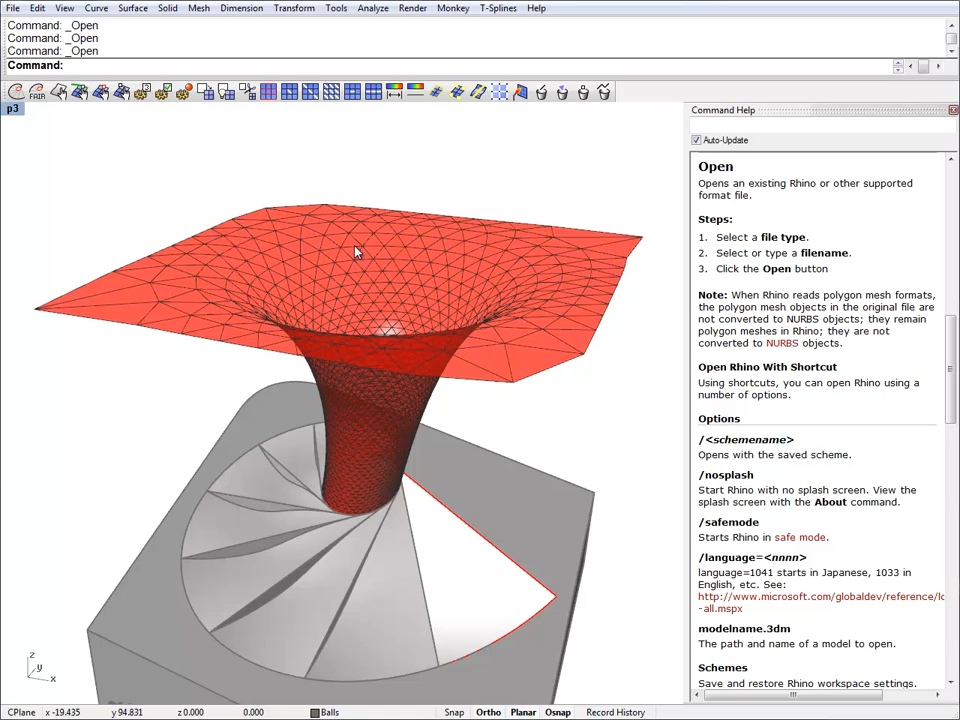 File Edit View Curve Surface Solid Mesh Dimension Transform Tools Analyze Render Monkey T-Splines Help
Command: _Open
Command: _Open
Command: _Open
Command:
FAIR
p3
Command Help
Auto-Update
Open
Opens an existing Rhino or other supported
format file.
Steps:
1. Select a file type.
2. Select or type a filename.
3. Click the Open button
Note: When Rhino reads polygon mesh formats,
the polygon mesh objects in the original file are
not converted to NURBS objects; they remain
polygon meshes in Rhino; they are not
converted to NURBS objects.
Open Rhino With Shortcut
Using shortcuts, you can open Rhino using a
number of options.
Options
/<schemename>
Opens with the saved scheme.
/nosplash
Start Rhino with no splash screen. View the
splash screen with the About command.
/safemode
Starts Rhino in safe mode.
/language=<nnnn>
language=1041 starts in Japanese, 1033 in
English, etc. See:
http://www.microsoft.com/globaldev/reference/lc
-all.mspx
modelname.3dm
The path and name of a model to open.
Schemes
Save and restore Rhino workspace settings.
z
y
x
CPlane x -19.435 y 94.831 z 0.000 0.000 Balls Snap Ortho Planar Osnap Record History